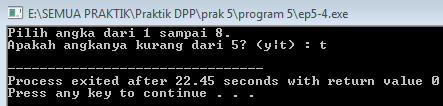 E:\SEMUA PRAKTIK\Praktik DPP\prak 5\program 5\ep5-4.exe
Pilih angka dari 1 sampai 8.
Apakah angkanya kurang dari 5? (y¦t) : t
--------------------------------
Process exited after 22.45 seconds with return value 0
Press any key to continue . . .